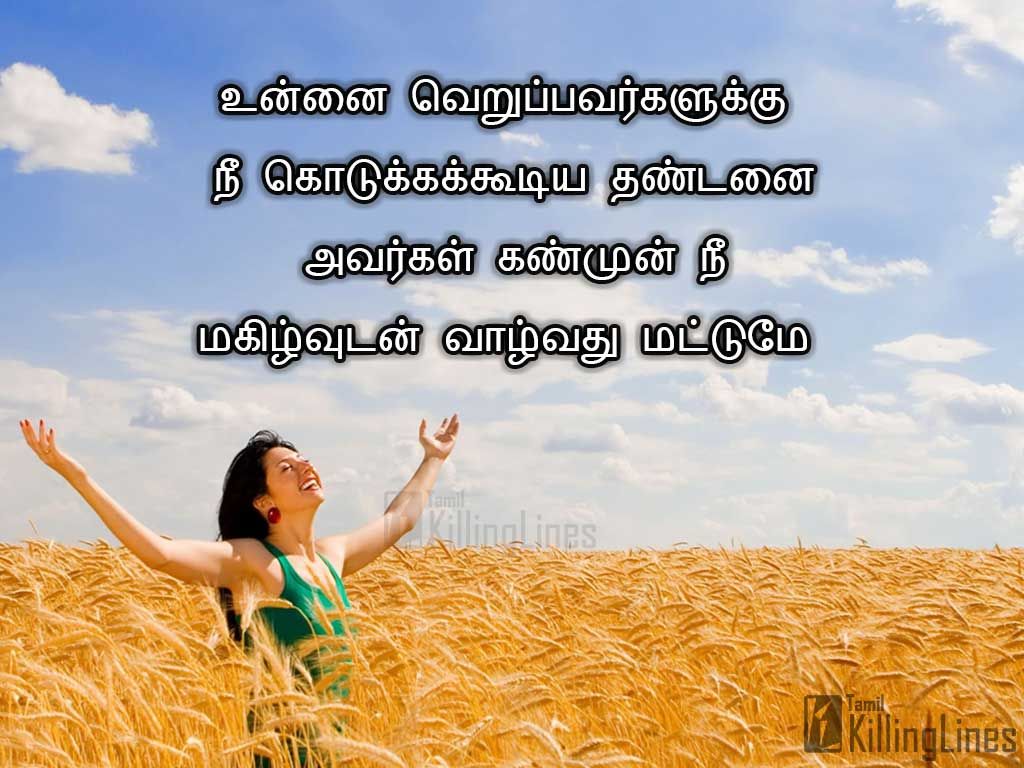 உன்னை வெறுப்பவர்களுக்கு
நீ கொடுக்கக்கூடிய தண்டனை
அவர்கள் கண்முன் நீ
மகிழ்வுடன் வாழ்வது மட்டுமே
Tamil
KillingLines
Tamil
KillingLines